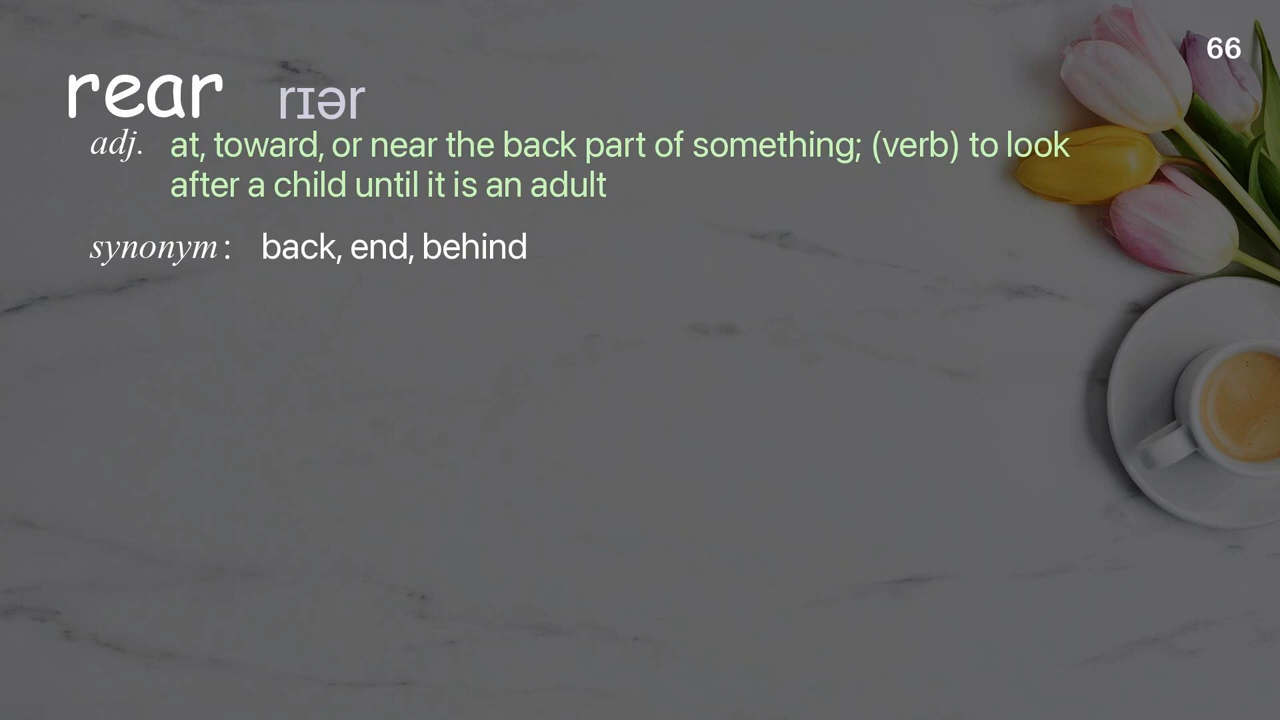 66
rear rɪər
adj. at, toward, or near the back part of something; (verb) to look
after a child until it is an adult
synonym: back, end, behind